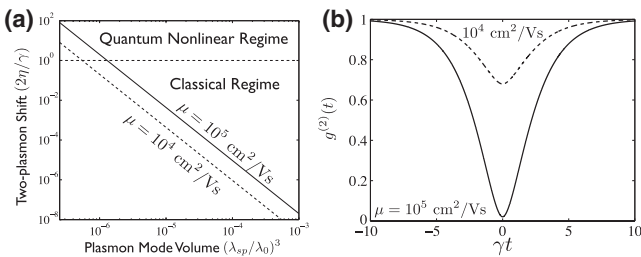 (a)
Two-plasmon Shift (2η/γ)
10^2
10^0
10^-2
10^-4
10^-6
10^-8
Quantum Nonlinear Regime
Classical Regime
μ = 10^5 cm^2/Vs
μ = 10^4 cm^2/Vs
10^-6
10^-5
10^-4
10^-3
Plasmon Mode Volume (λ_sp/λ_0)^3
(b)
g^(2)(t)
1
0.8
0.6
0.4
0.2
0
10^4 cm^2/Vs
μ = 10^5 cm^2/Vs
-10
-5
0
5
10
γt